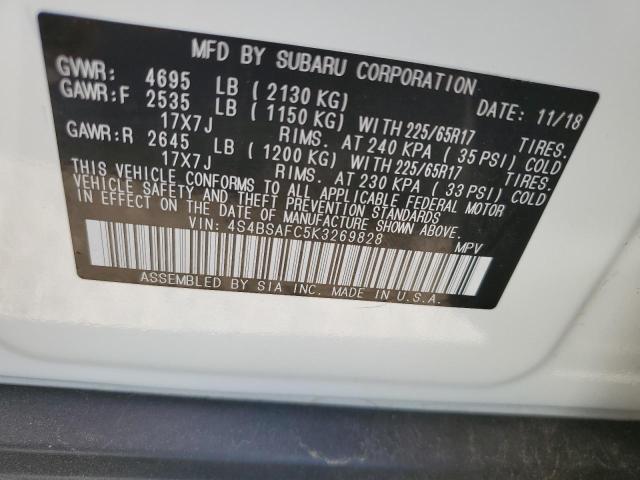 MFD BY SUBARU CORPORATION DATE: 11/18
GVWR: 4695 LB ( 2130 KG)
GAWR:F 2535 LB ( 1150 KG) WITH 225/65R17 TIRES.
17X7J RIMS. AT 240 KPA ( 35 PSI) COLD
GAWR:R 2645 LB ( 1200 KG) WITH 225/65R17 TIRES.
17X7J RIMS. AT 230 KPA ( 33 PSI) COLD
THIS VEHICLE CONFORMS TO ALL APPLICABLE FEDERAL MOTOR
VEHICLE SAFETY AND THEFT PREVENTION STANDARDS
IN EFFECT ON THE DATE OF MANUFACTURE SHOWN ABOVE.
VIN: 4S4BSAFC5K3269828 MPV
ASSEMBLED BY SIA INC. MADE IN U.S.A.